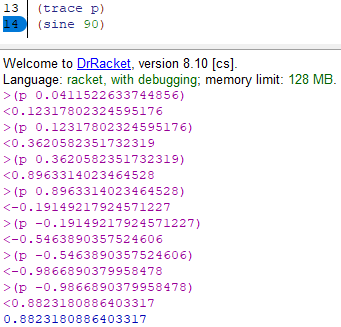 13 (trace p)
14 (sine 90)
Welcome to DrRacket, version 8.10 [cs].
Language: racket, with debugging; memory limit: 128 MB.
>(p 0.0411522633744856)
<0.12317802324595176
>(p 0.12317802324595176)
<0.3620582351732319
>(p 0.3620582351732319)
<0.8963314023464528
>(p 0.8963314023464528)
<-0.19149217924571227
>(p -0.19149217924571227)
<-0.5463890357524606
>(p -0.5463890357524606)
<-0.9866890379958478
>(p -0.9866890379958478)
<0.8823180886403317
0.8823180886403317